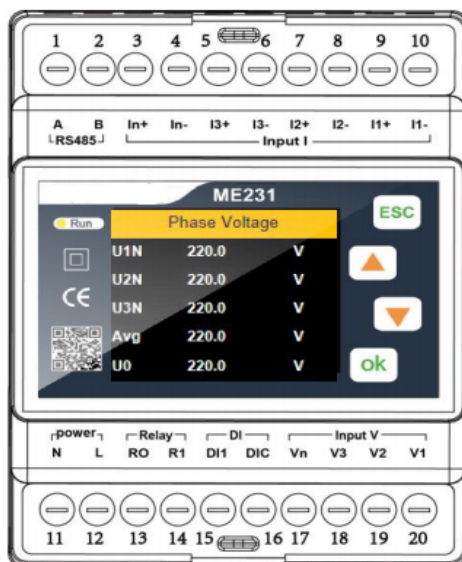 1 2 3 4 5 6 7 8 9 10
A B In+ In- I3+ I3- I2+ I2- I1+ I1-
RS485 Input I
ME231
Run
Phase Voltage
ESC
U1N 220.0 V
U2N 220.0 V
U3N 220.0 V
CE
Avg 220.0 V
U0 220.0 V
ok
power Relay DI Input V
N L RO R1 DI1 DIC Vn V3 V2 V1
11 12 13 14 15 16 17 18 19 20